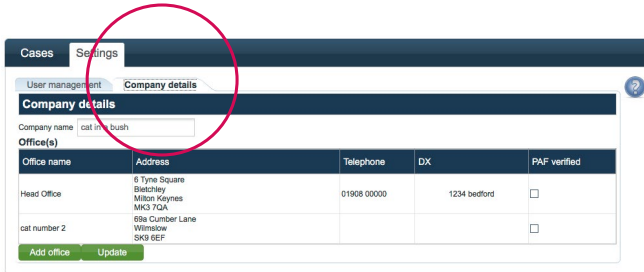 Cases Settings
User management Company details
?
Company details
Company name cat in a bush
Office(s)
Office name Address Telephone DX PAF verified
Head Office 6 Tyne Square
Bletchley
Milton Keynes
MK3 7QA 01908 00000 1234 bedford
cat number 2 69a Cumber Lane
Wilmslow
SK9 6EF
Add office Update